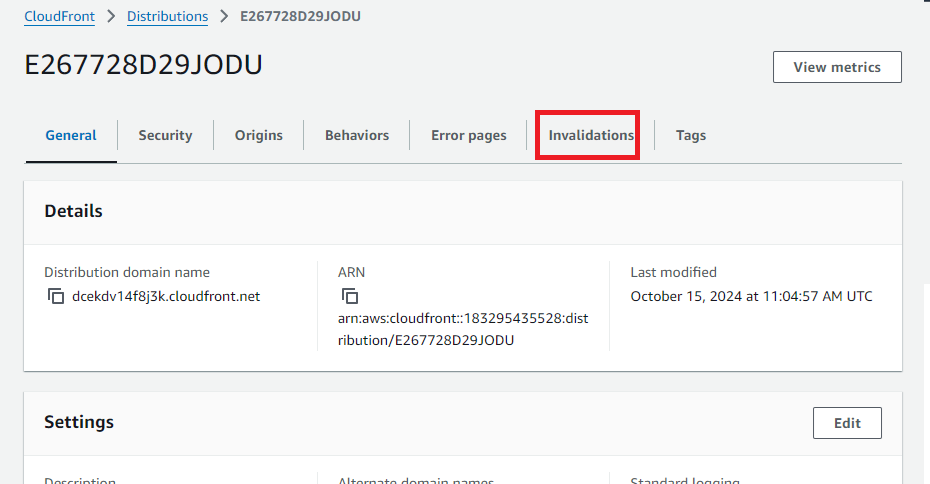 CloudFront > Distributions > E267728D29JODU
E267728D29JODU
View metrics
General Security Origins Behaviors Error pages Invalidations Tags
Details
Distribution domain name
dcekdv14f8j3k.cloudfront.net
ARN
arn:aws:cloudfront::183295435528:dist
ribution/E267728D29JODU
Last modified
October 15, 2024 at 11:04:57 AM UTC
Settings
Edit
Description Alternate domain names Standard logging